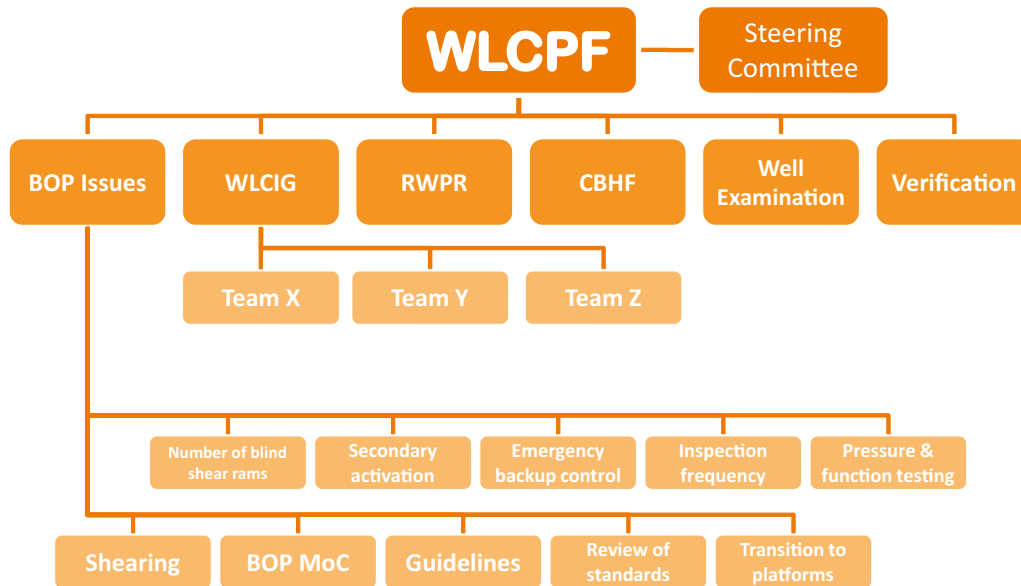 WLCPF
Steering
Committee
BOP Issues
WLCIG
RWPR
CBHF
Well
Examination
Verification
Team X
Team Y
Team Z
Number of blind
shear rams
Secondary
activation
Emergency
backup control
Inspection
frequency
Pressure &
function testing
Shearing
BOP MoC
Guidelines
Review of
standards
Transition to
platforms